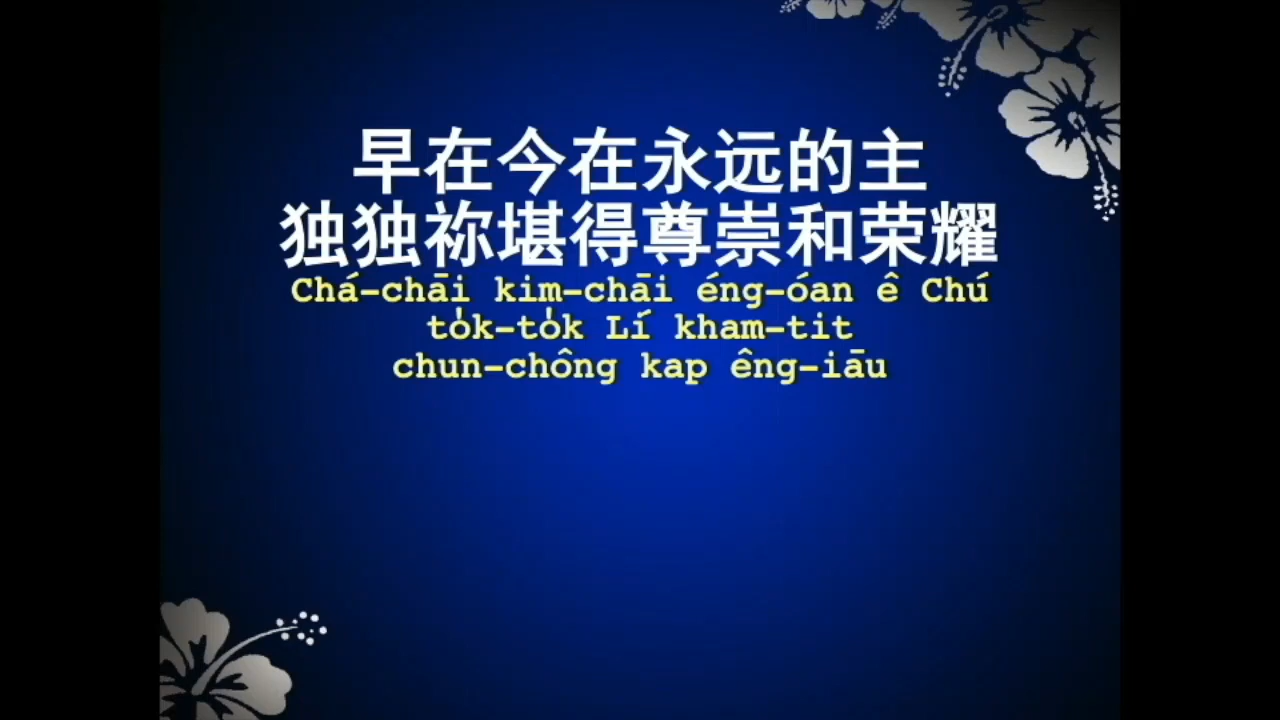 早在今在永远的主
独独祢堪得尊崇和荣耀
Chá-chāi kim-chāi éng-óan ê Chú
to̍k-to̍k Lí kham-tit
chun-chông kap êng-iāu